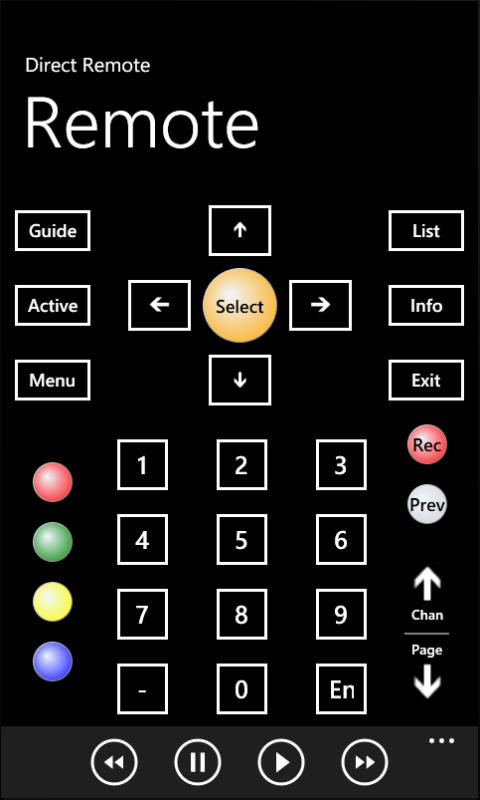 Direct Remote
Remote
Guide
List
Active
Select
Info
Menu
Exit
Rec
1 2 3
Prev
4 5 6
7 8 9
Chan
Page
- 0 En
...